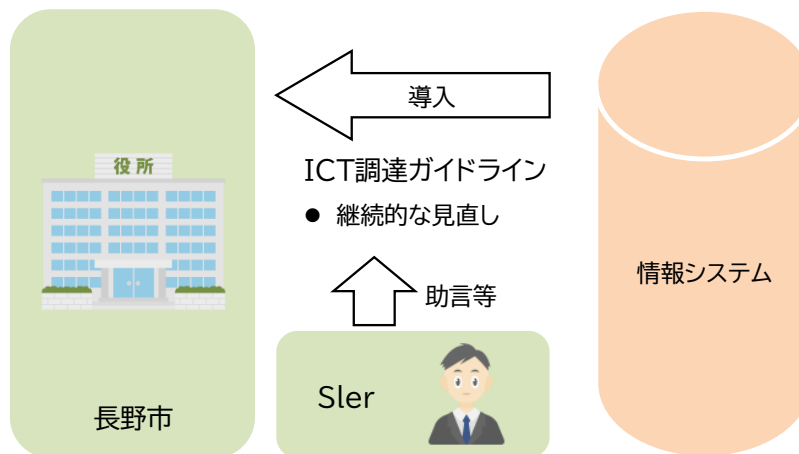 役所
長野市
導入
ICT調達ガイドライン
● 継続的な見直し
助言等
SIer
情報システム